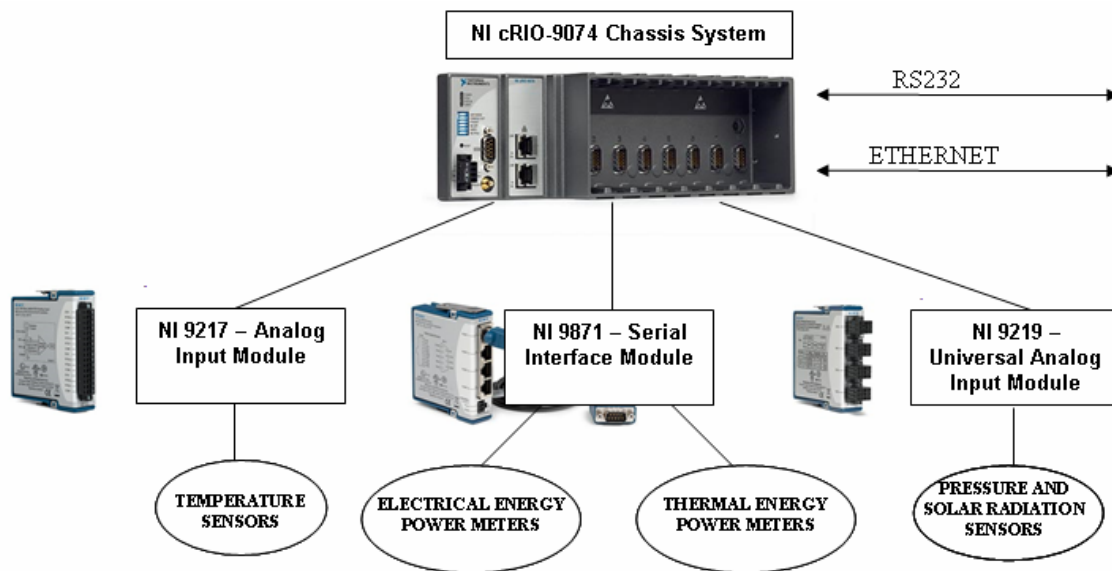 NI cRIO-9074 Chassis System
RS232
ETHERNET
NI 9217 – Analog
Input Module
NI 9871 – Serial
Interface Module
NI 9219 –
Universal Analog
Input Module
TEMPERATURE
SENSORS
ELECTRICAL ENERGY
POWER METERS
THERMAL ENERGY
POWER METERS
PRESSURE AND
SOLAR RADIATION
SENSORS